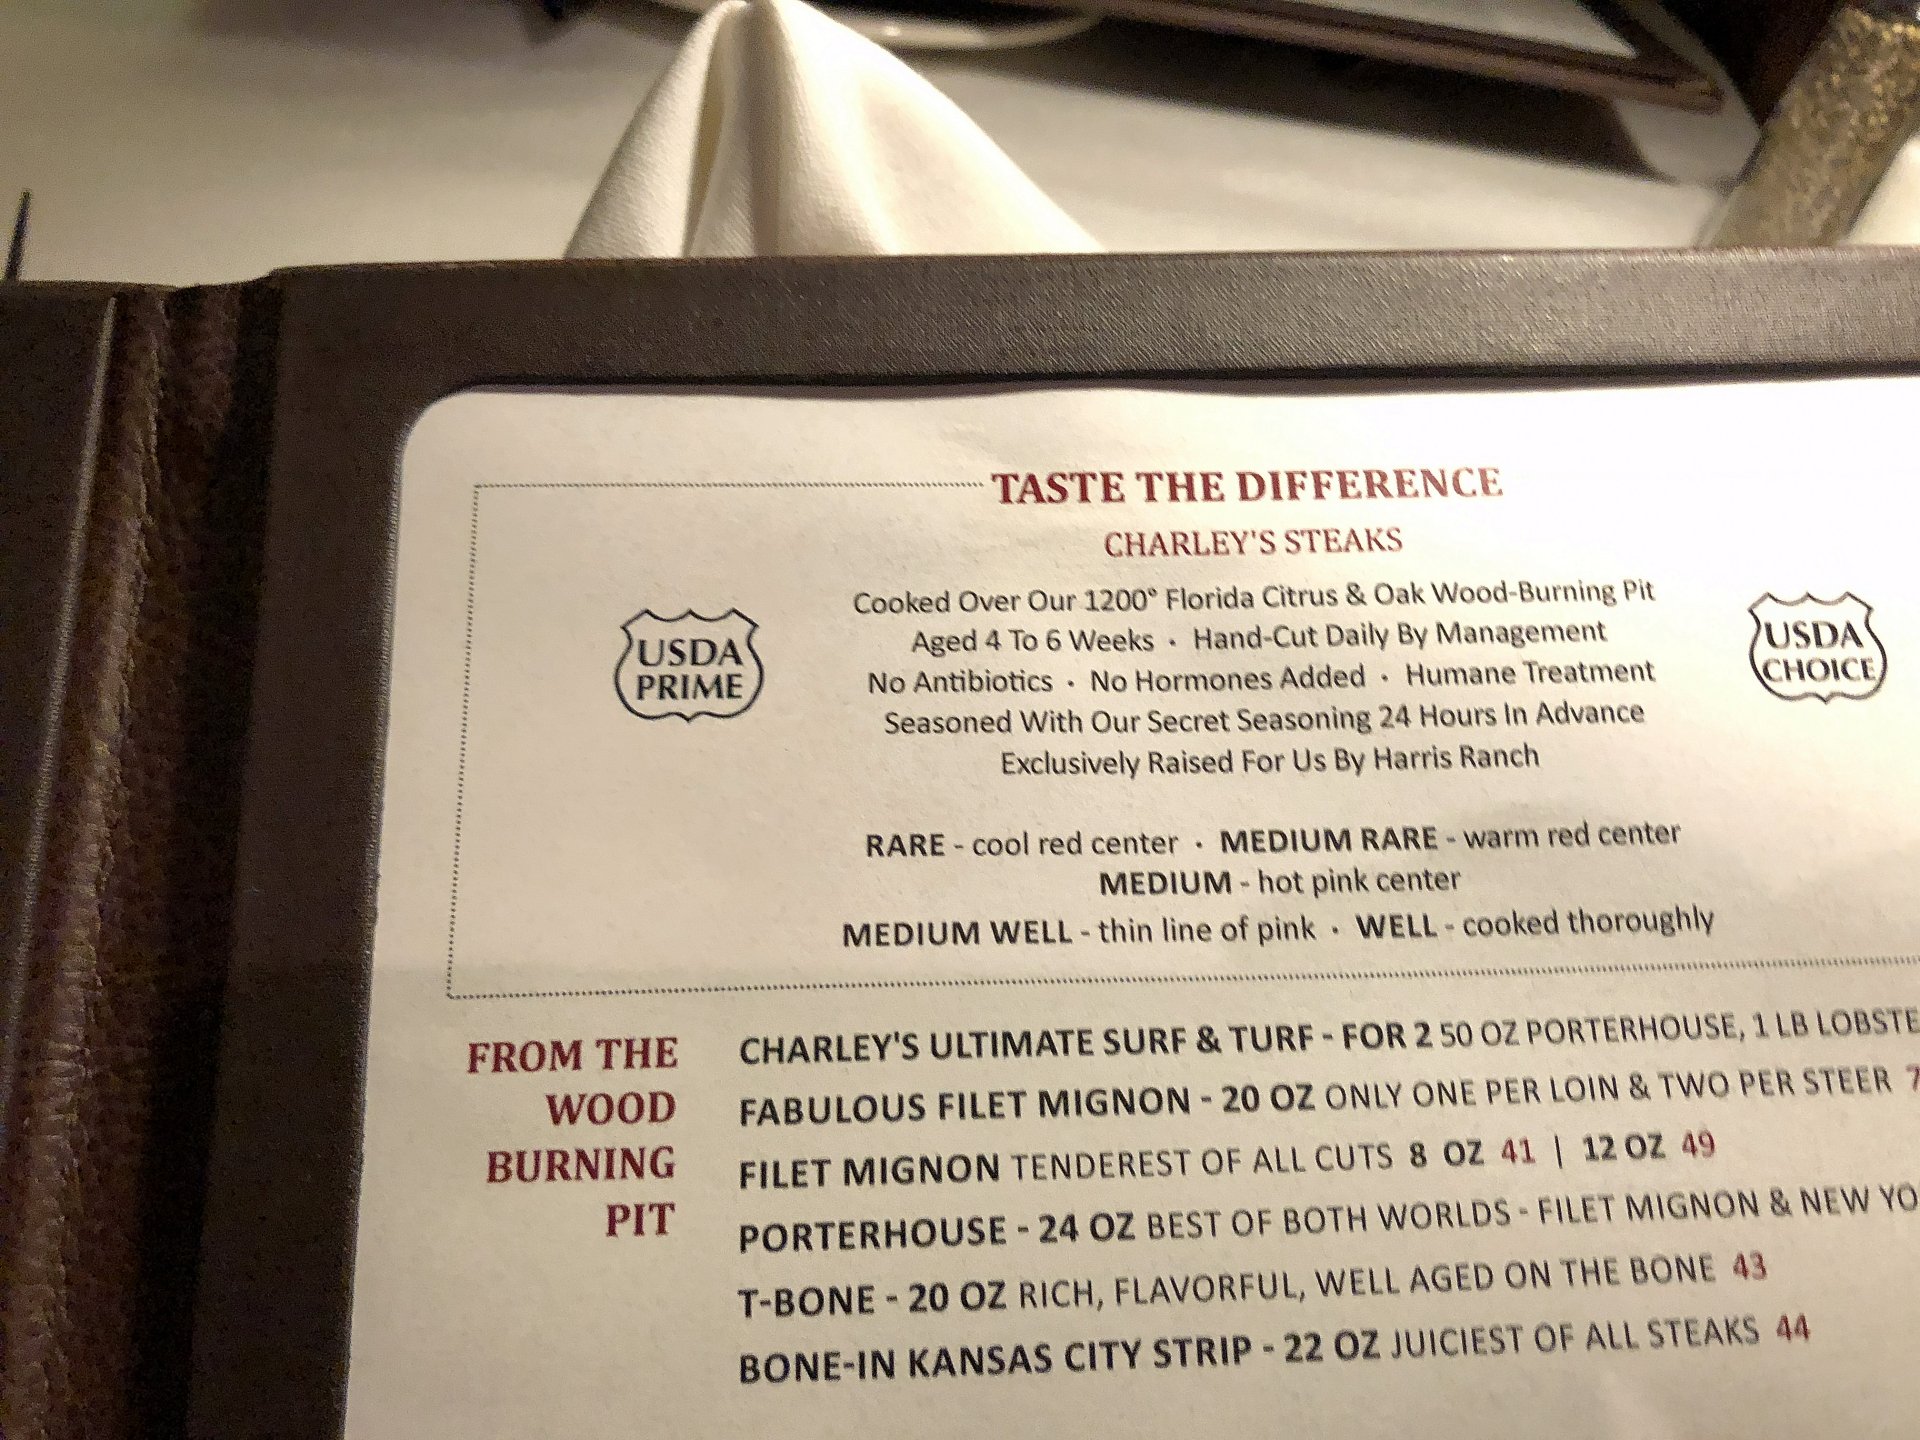 TASTE THE DIFFERENCE
CHARLEY'S STEAKS
USDA
PRIME
Cooked Over Our 1200° Florida Citrus & Oak Wood-Burning Pit
Aged 4 To 6 Weeks · Hand-Cut Daily By Management
No Antibiotics · No Hormones Added · Humane Treatment
Seasoned With Our Secret Seasoning 24 Hours In Advance
Exclusively Raised For Us By Harris Ranch
USDA
CHOICE
RARE - cool red center · MEDIUM RARE - warm red center
MEDIUM - hot pink center
MEDIUM WELL - thin line of pink · WELL - cooked thoroughly
FROM THE
WOOD
BURNING
PIT
CHARLEY'S ULTIMATE SURF & TURF - FOR 2 50 OZ PORTERHOUSE, 1 LB
FABULOUS FILET MIGNON - 20 OZ ONLY ONE PER LOIN & TWO PER STEER
FILET MIGNON TENDEREST OF ALL CUTS 8 OZ 41 | 12 OZ 49
PORTERHOUSE - 24 OZ BEST OF BOTH WORLDS - FILET MIGNON & NEW
T-BONE - 20 OZ RICH, FLAVORFUL, WELL AGED ON THE BONE 43
BONE-IN KANSAS CITY STRIP - 22 OZ JUICIEST OF ALL STEAKS 44